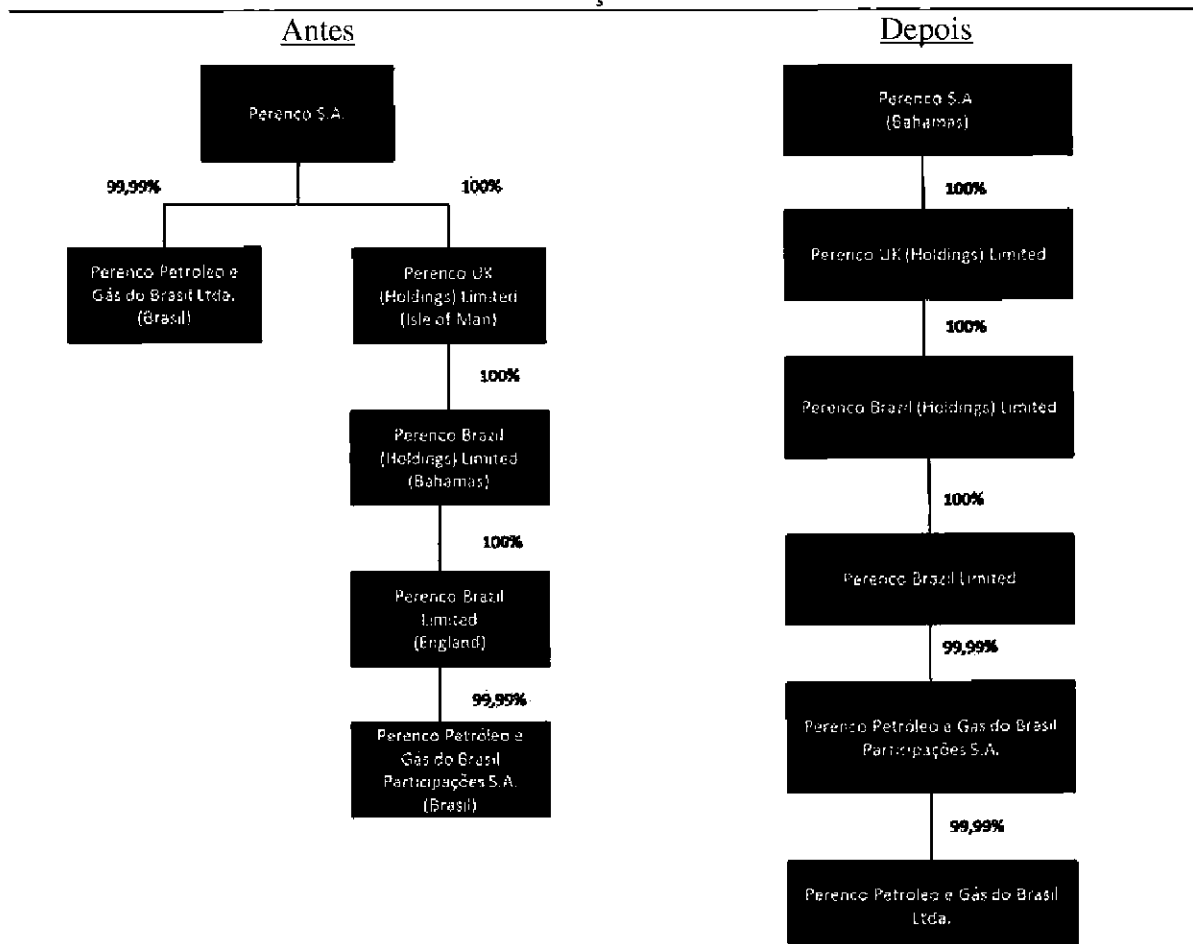 Antes
Perenco S.A.
99,99%
100%
Perenco Petroleo e
Gás do Brasil Ltda.
(Brasil)
Perenco UK
(Holdings) Limited
(Isle of Man)
100%
Perenco Brazil
(Holdings) Limited
(Bahamas)
100%
Perenco Brazil
Limited
(England)
99,99%
Perenco Petróleo e
Gás do Brasil
Participações S.A.
(Brasil)
Depois
Perenco S.A
(Bahamas)
100%
Perenco UK (Holdings) Limited
100%
Perenco Brazil (Holdings) Limited
100%
Perenco Brazil Limited
99,99%
Perenco Petróleo e Gas do Brasil
Participações S.A.
99,99%
Perenco Petroleo e Gás do Brasil
Ltda.